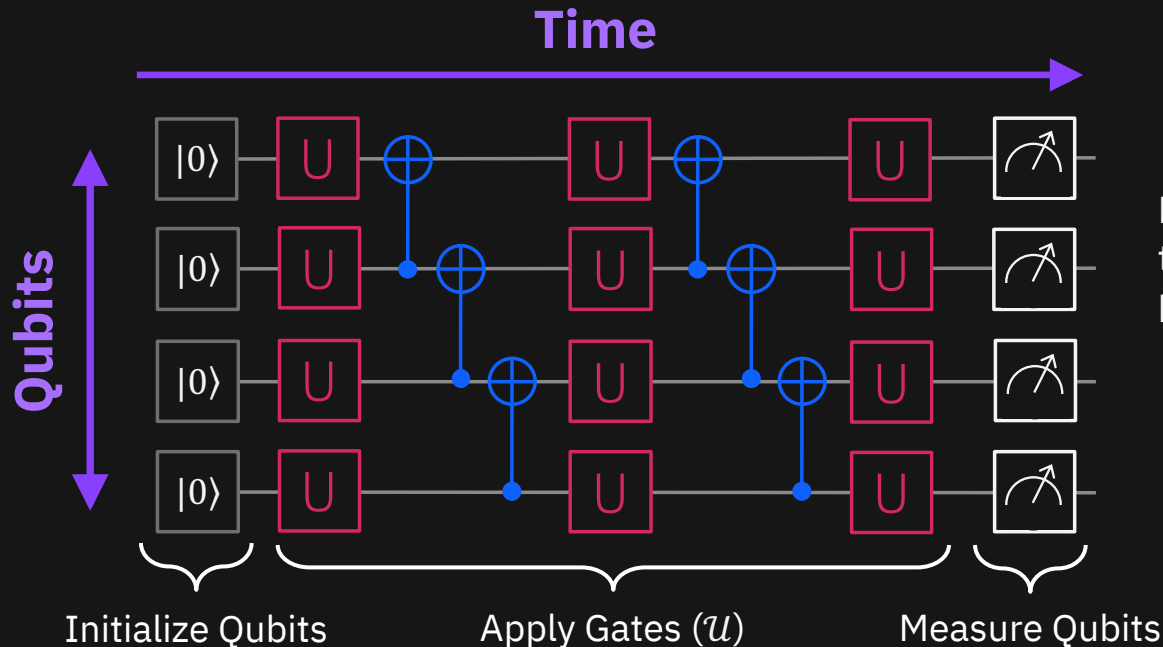 Time
Qubits
|0⟩ U U U
|0⟩ U U U
|0⟩ U U U
|0⟩ U U U
Initialize Qubits Apply Gates (𝒰) Measure Qubits